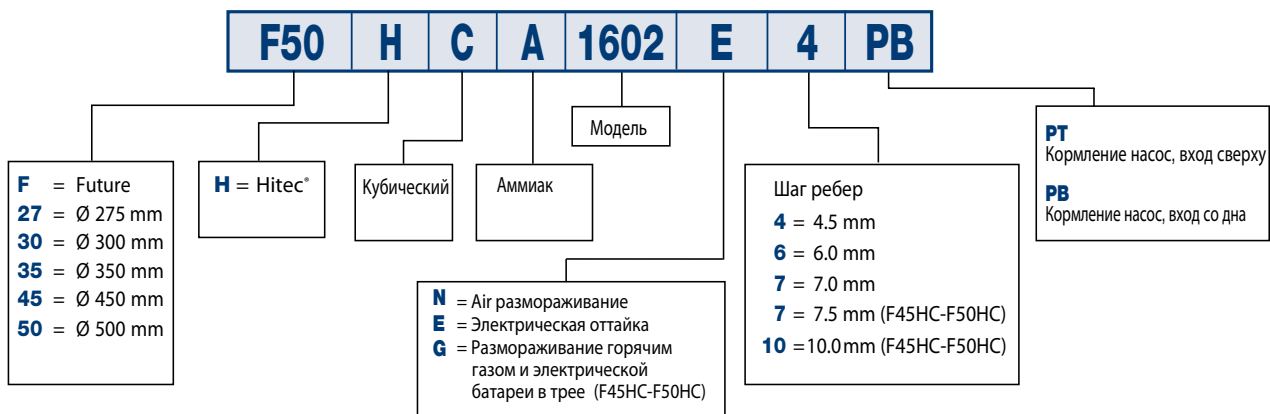 F50 H C A 1602 E 4 PB
F = Future
27 = Ø 275 mm
30 = Ø 300 mm
35 = Ø 350 mm
45 = Ø 450 mm
50 = Ø 500 mm
H = Hitec®
Кубический
Аммиак
Модель
N = Air размораживание
E = Электрическая оттайка
G = Размораживание горячим
газом и электрической
батареи в трее (F45HC-F50HC)
Шаг ребер
4 = 4.5 mm
6 = 6.0 mm
7 = 7.0 mm
7 = 7.5 mm (F45HC-F50HC)
10 =10.0mm (F45HC-F50HC)
PT
Кормление насос, вход сверху
PB
Кормление насос, вход со дна